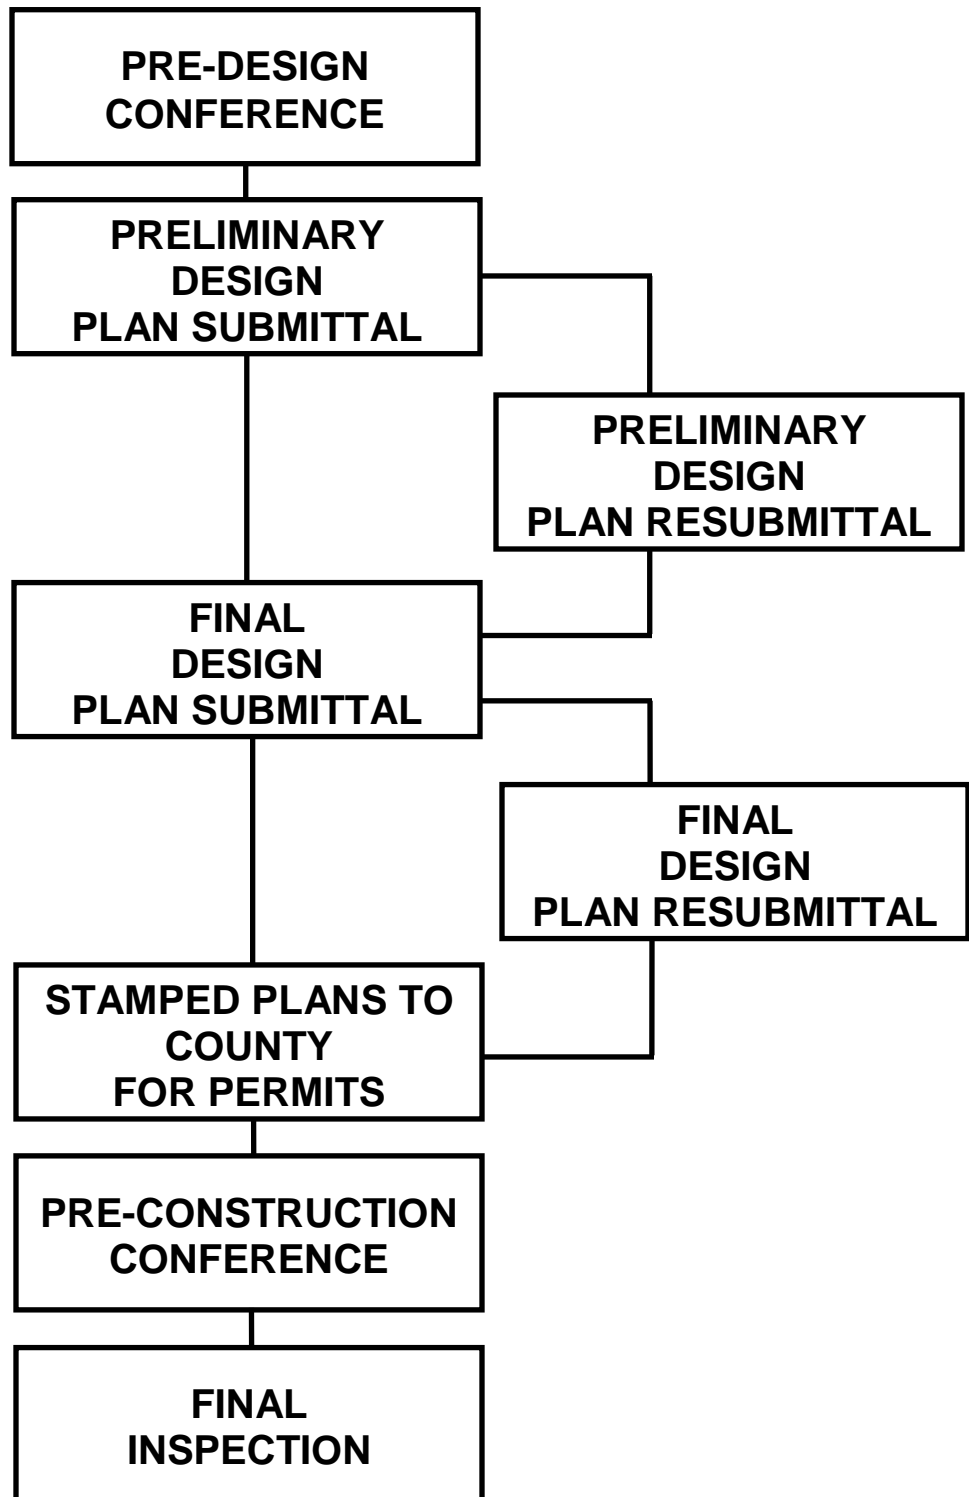 PRE-DESIGN
CONFERENCE
PRELIMINARY
DESIGN
PLAN SUBMITTAL
PRELIMINARY
DESIGN
PLAN RESUBMITTAL
FINAL
DESIGN
PLAN SUBMITTAL
FINAL
DESIGN
PLAN RESUBMITTAL
STAMPED PLANS TO
COUNTY
FOR PERMITS
PRE-CONSTRUCTION
CONFERENCE
FINAL
INSPECTION